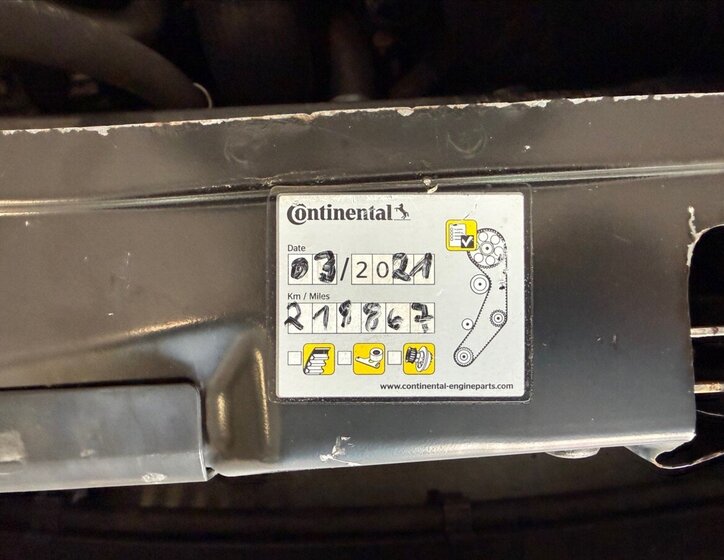 Continental
Date
03/2021
Km / Miles
219867
www.continental-engineparts.com